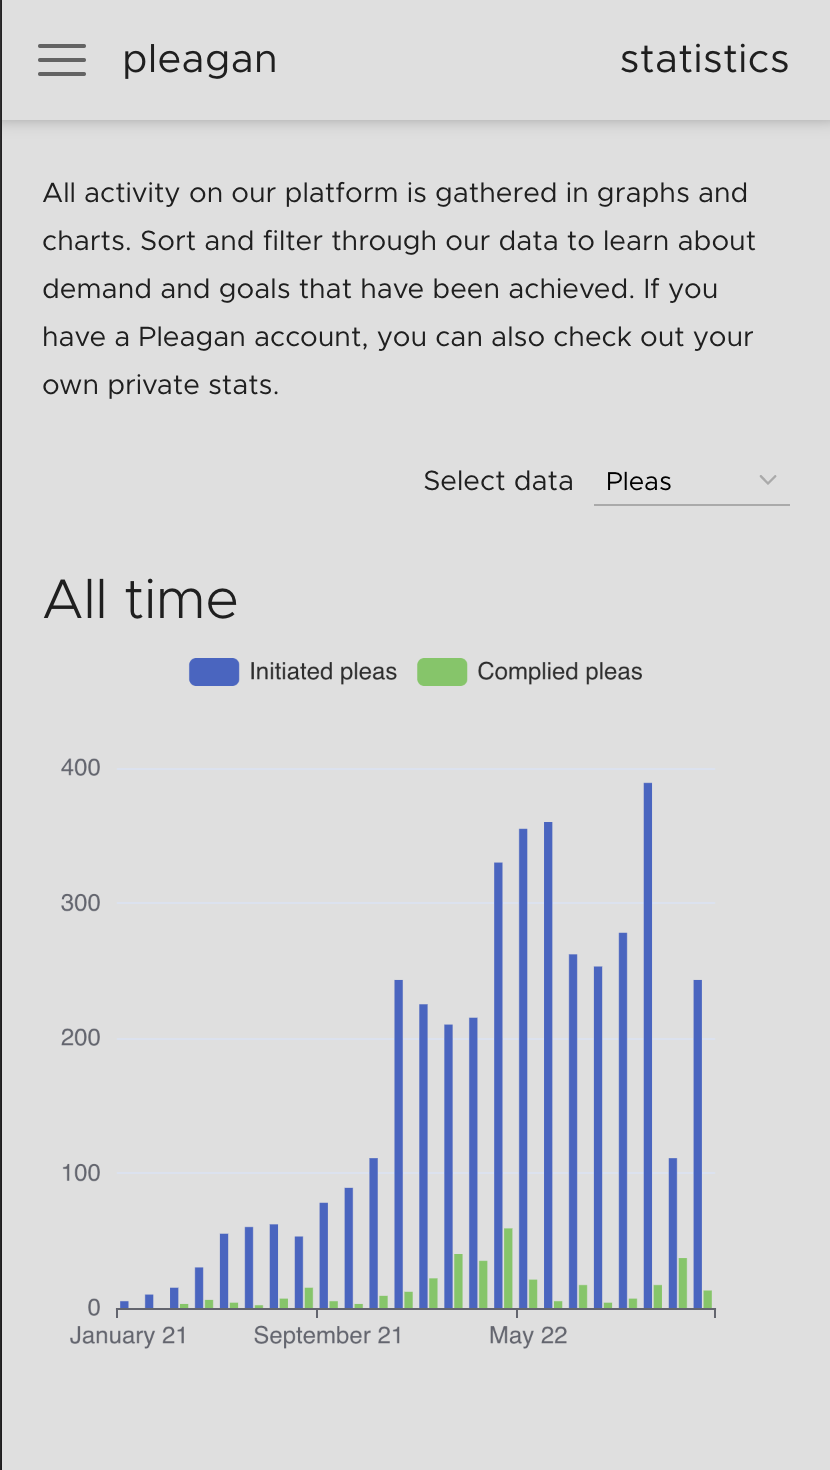 pleagan
statistics
All activity on our platform is gathered in graphs and
charts. Sort and filter through our data to learn about
demand and goals that have been achieved. If you
have a Pleagan account, you can also check out your
own private stats.
Select data Pleas
All time
Initiated pleas Complied pleas
400
300
200
100
0
January 21 September 21 May 22